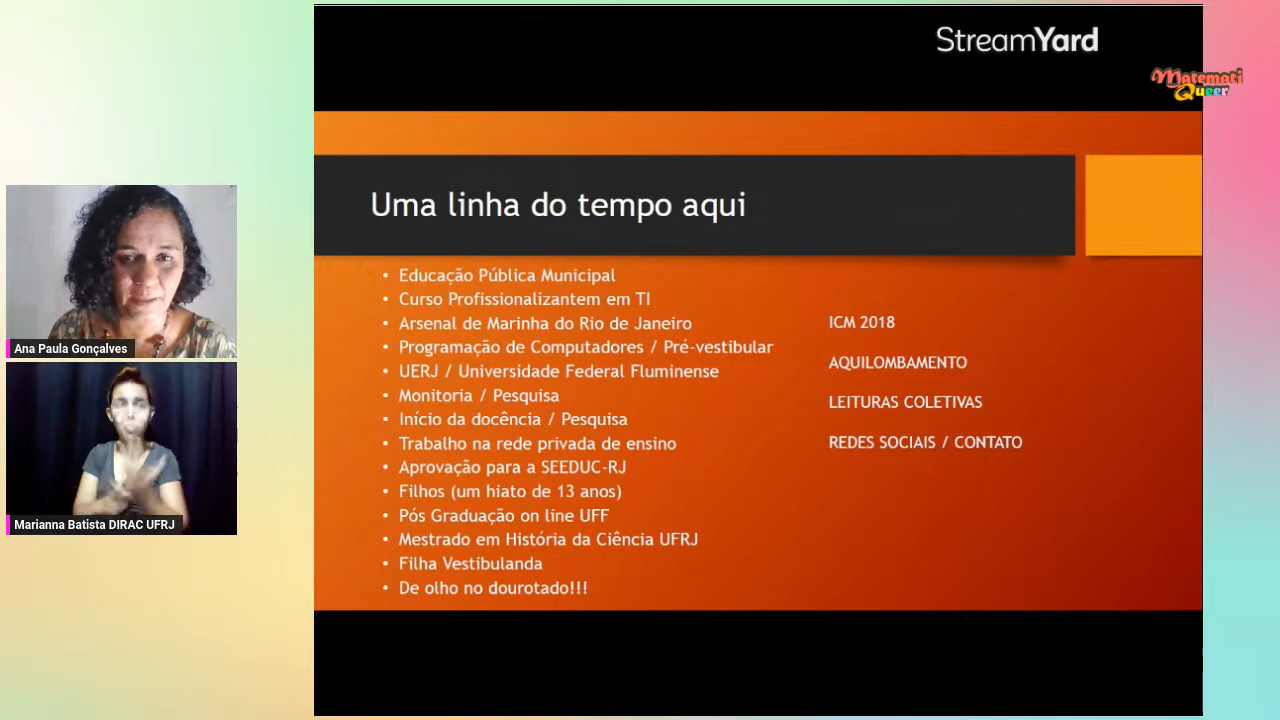 StreamYard
Matemati
Queer
Uma linha do tempo aqui
• Educação Pública Municipal
• Curso Profissionalizantem em TI
• Arsenal de Marinha do Rio de Janeiro
• Programação de Computadores / Pré-vestibular
• UERJ / Universidade Federal Fluminense
• Monitoria / Pesquisa
• Início da docência / Pesquisa
• Trabalho na rede privada de ensino
• Aprovação para a SEEDUC-RJ
• Filhos (um hiato de 13 anos)
• Pós Graduação on line UFF
• Mestrado em História da Ciência UFRJ
• Filha Vestibulanda
• De olho no dourotado!!!
ICM 2018
AQUILOMBAMENTO
LEITURAS COLETIVAS
REDES SOCIAIS / CONTATO
Ana Paula Gonçalves
Marianna Batista DIRAC UFRJ